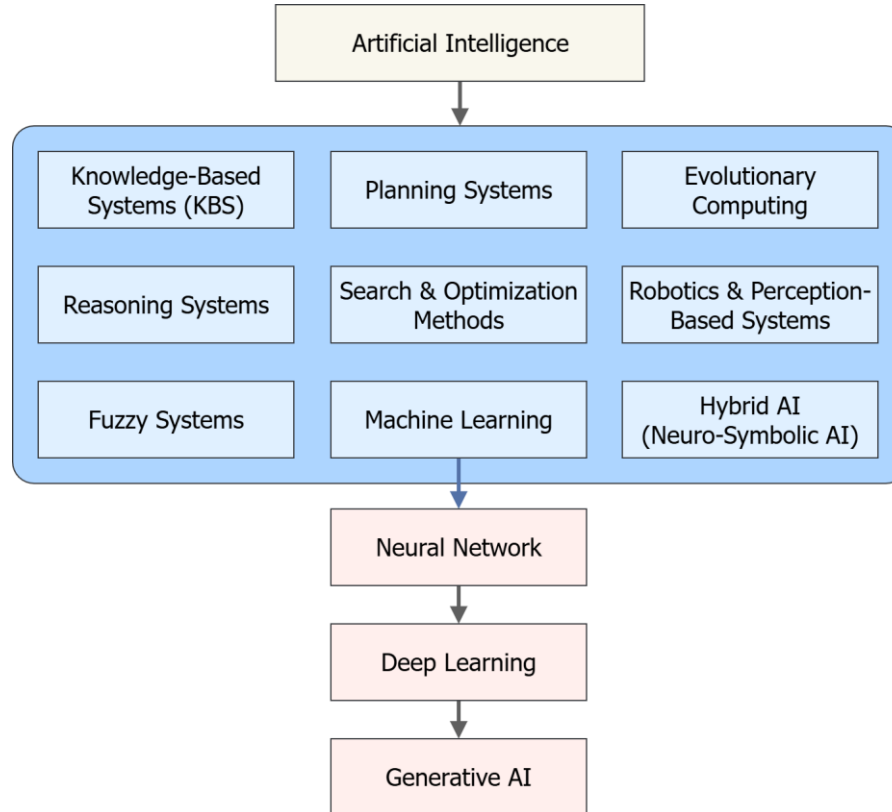 Artificial Intelligence
Knowledge-Based
Systems (KBS)
Planning Systems
Evolutionary
Computing
Reasoning Systems
Search & Optimization
Methods
Robotics & Perception-
Based Systems
Fuzzy Systems
Machine Learning
Hybrid AI
(Neuro-Symbolic AI)
Neural Network
Deep Learning
Generative AI